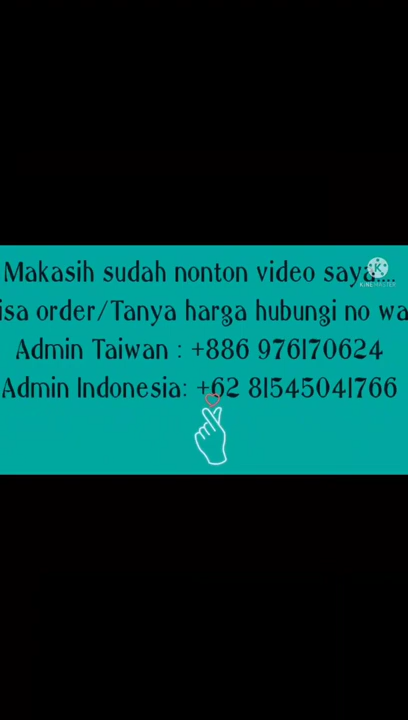 Makasih sudah nonton video saya...
isa order/Tanya harga hubungi no wa
Admin Taiwan : +886 976170624
Admin Indonesia: +62 81545041766
KINEMASTER